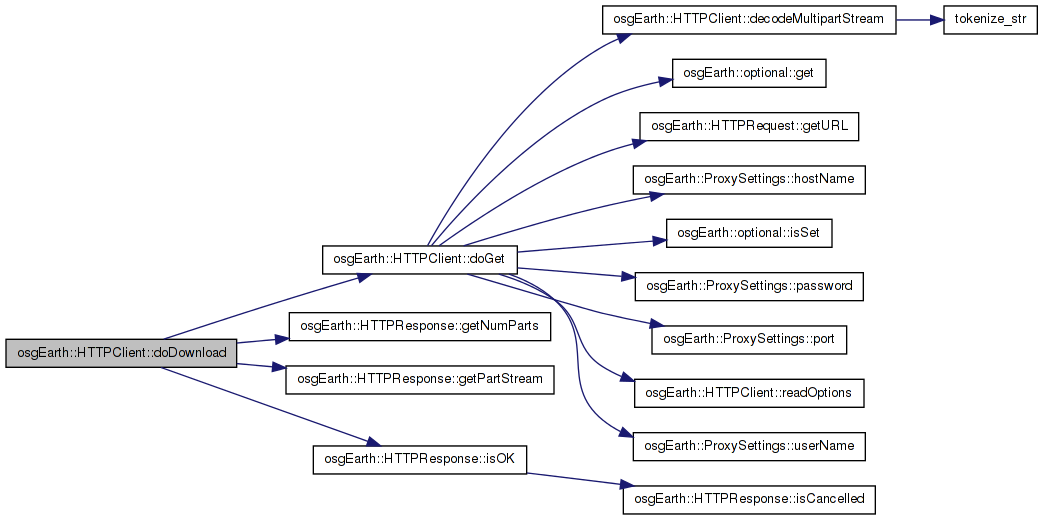 osgEarth::HTTPClient::decodeMultipartStream
tokenize_str
osgEarth::optional::get
osgEarth::HTTPRequest::getURL
osgEarth::ProxySettings::hostName
osgEarth::optional::isSet
osgEarth::HTTPClient::doGet
osgEarth::ProxySettings::password
osgEarth::HTTPResponse::getNumParts
osgEarth::ProxySettings::port
osgEarth::HTTPClient::doDownload
osgEarth::HTTPResponse::getPartStream
osgEarth::HTTPClient::readOptions
osgEarth::ProxySettings::userName
osgEarth::HTTPResponse::isOK
osgEarth::HTTPResponse::isCancelled